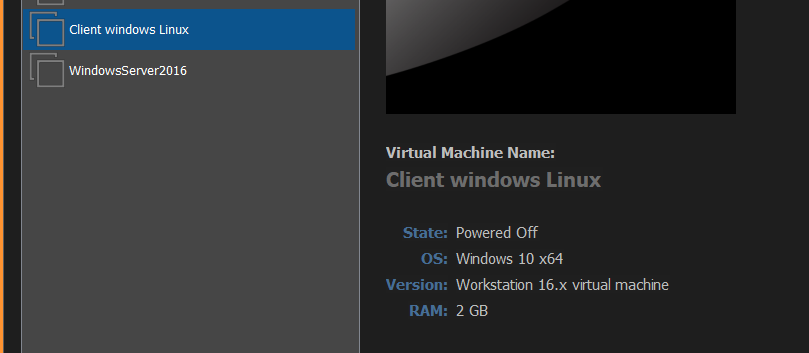 Client windows Linux
WindowsServer2016
Virtual Machine Name:
Client windows Linux
State: Powered Off
OS: Windows 10 x64
Version: Workstation 16.x virtual machine
RAM: 2 GB